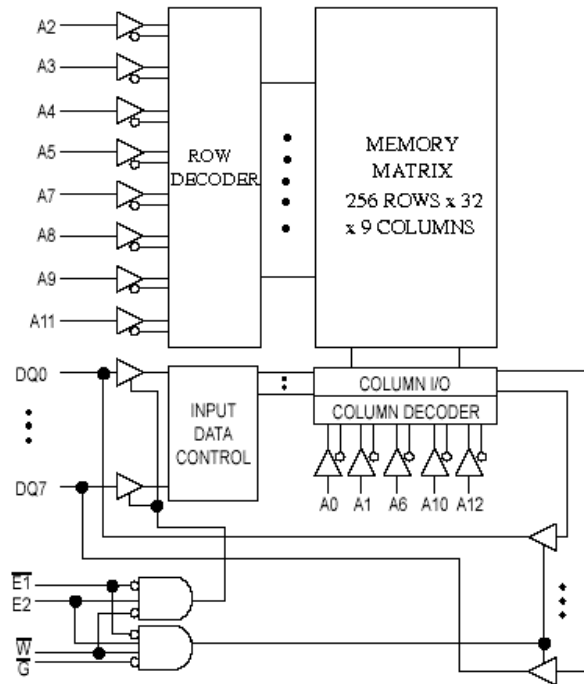 A2
A3
A4
A5
A7
A8
A9
A11
ROW
DECODER
MEMORY
MATRIX
256 ROWS x 32
x 9 COLUMNS
DQ0
DQ7
INPUT
DATA
CONTROL
COLUMN I/O
COLUMN DECODER
A0 A1 A6 A10 A12
E1
E2
W
G